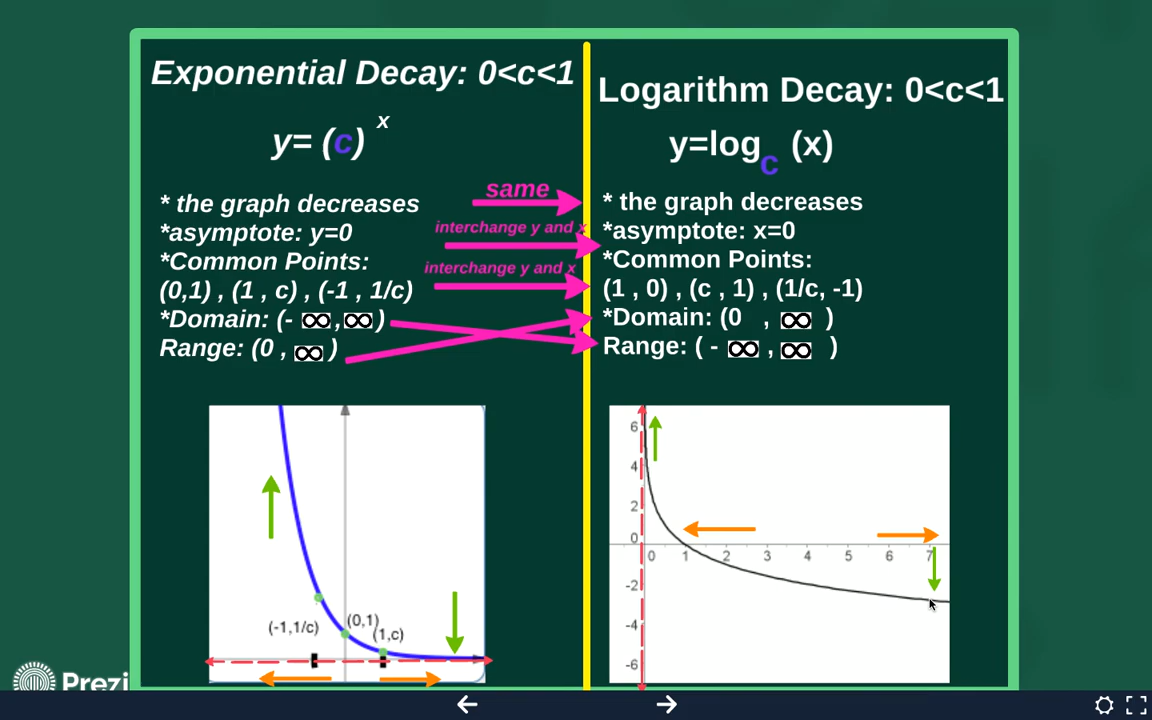 Exponential Decay: 0<c<1
y= (c) x
* the graph decreases
*asymptote: y=0
*Common Points:
(0,1) , (1 , c) , (-1 , 1/c)
*Domain: (- ∞ , ∞ )
Range: (0 , ∞ )
same
interchange y and x
interchange y and x
Logarithm Decay: 0<c<1
y=log c (x)
* the graph decreases
*asymptote: x=0
*Common Points:
(1 , 0) , (c , 1) , (1/c, -1)
*Domain: (0 , ∞ )
Range: ( - ∞ , ∞ )
(-1,1/c)
(0,1)
(1,c)
6
4
2
0
-2
-4
-6
0 1 2 3 4 5 6 7
Prezi